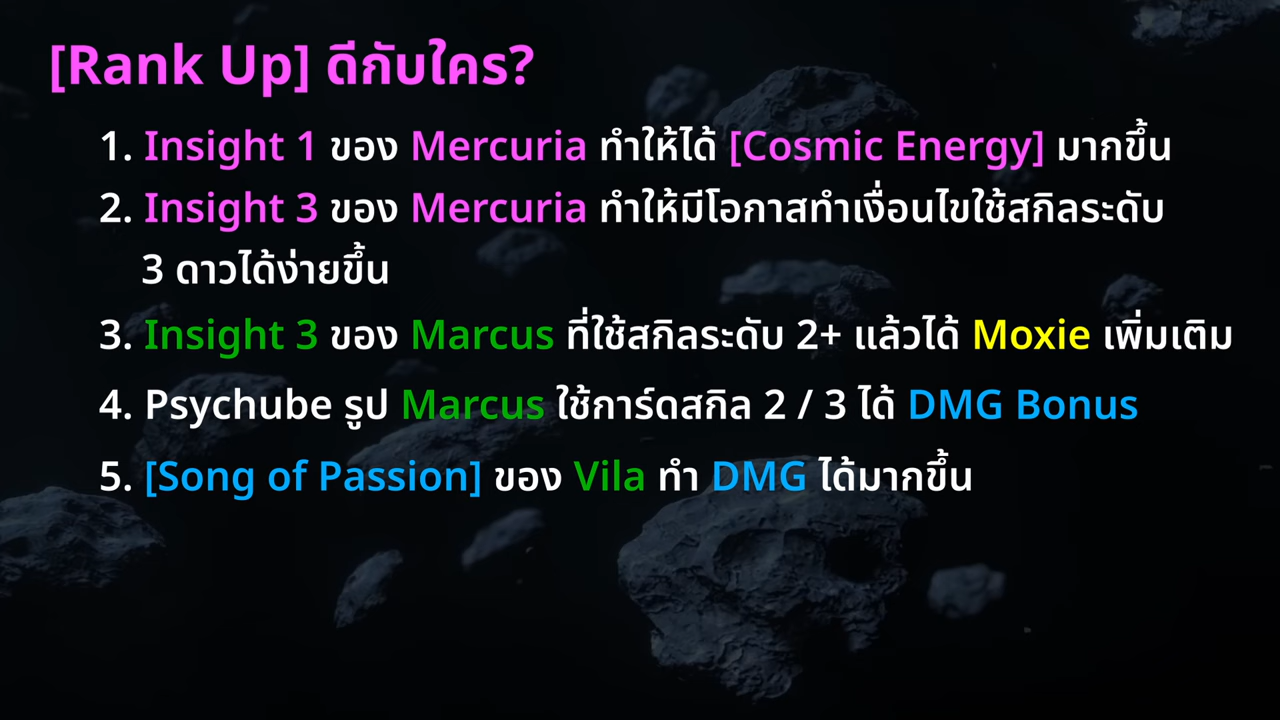 [Rank Up] ดีกับใคร?
1. Insight 1 ของ Mercuria ทำให้ได้ [Cosmic Energy] มากขึ้น
2. Insight 3 ของ Mercuria ทำให้มีโอกาสทำเงื่อนไขใช้สกิลระดับ
3 ดาวได้ง่ายขึ้น
3. Insight 3 ของ Marcus ที่ใช้สกิลระดับ 2+ แล้วได้ Moxie เพิ่มเติม
4. Psychube รูป Marcus ใช้การ์ดสกิล 2 / 3 ได้ DMG Bonus
5. [Song of Passion] ของ Vila ทำ DMG ได้มากขึ้น